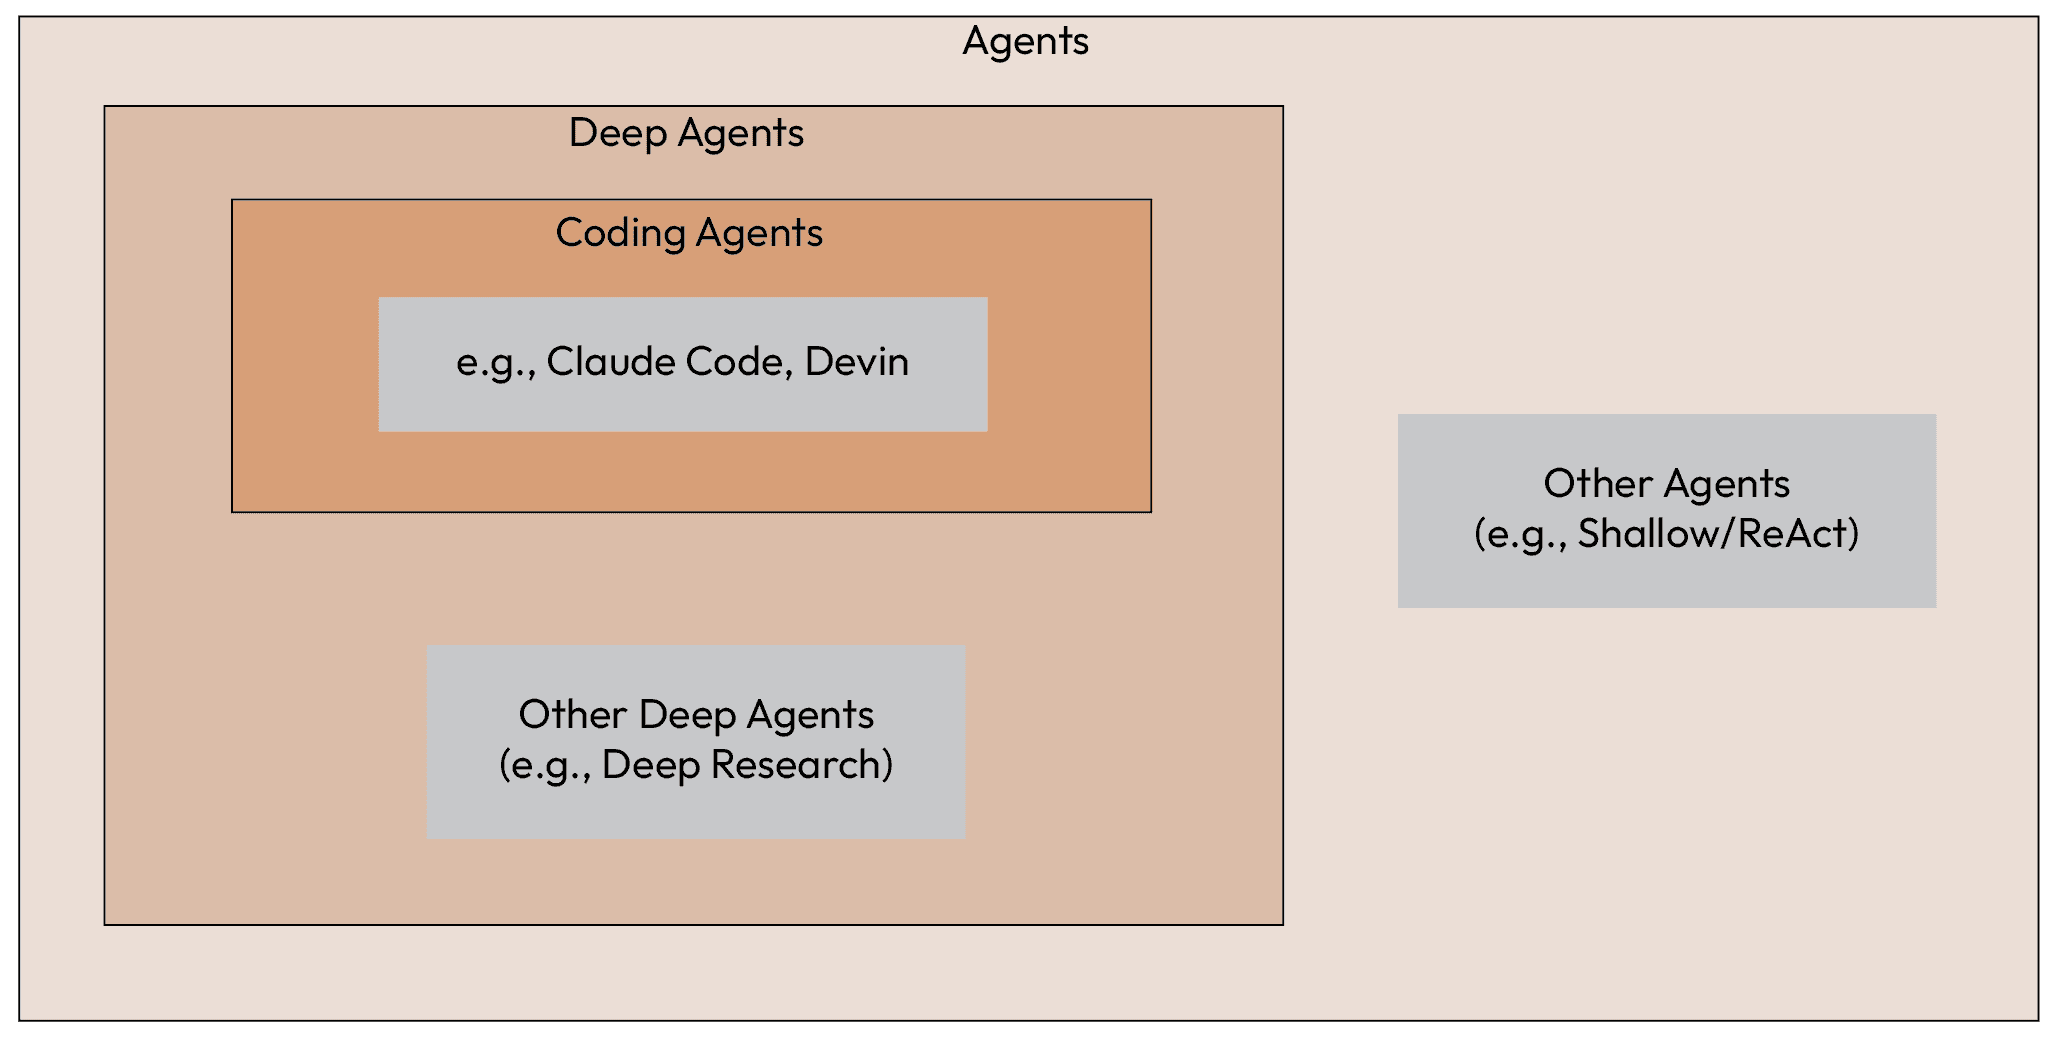 Agents
Deep Agents
Coding Agents
e.g., Claude Code, Devin
Other Agents
(e.g., Shallow/ReAct)
Other Deep Agents
(e.g., Deep Research)